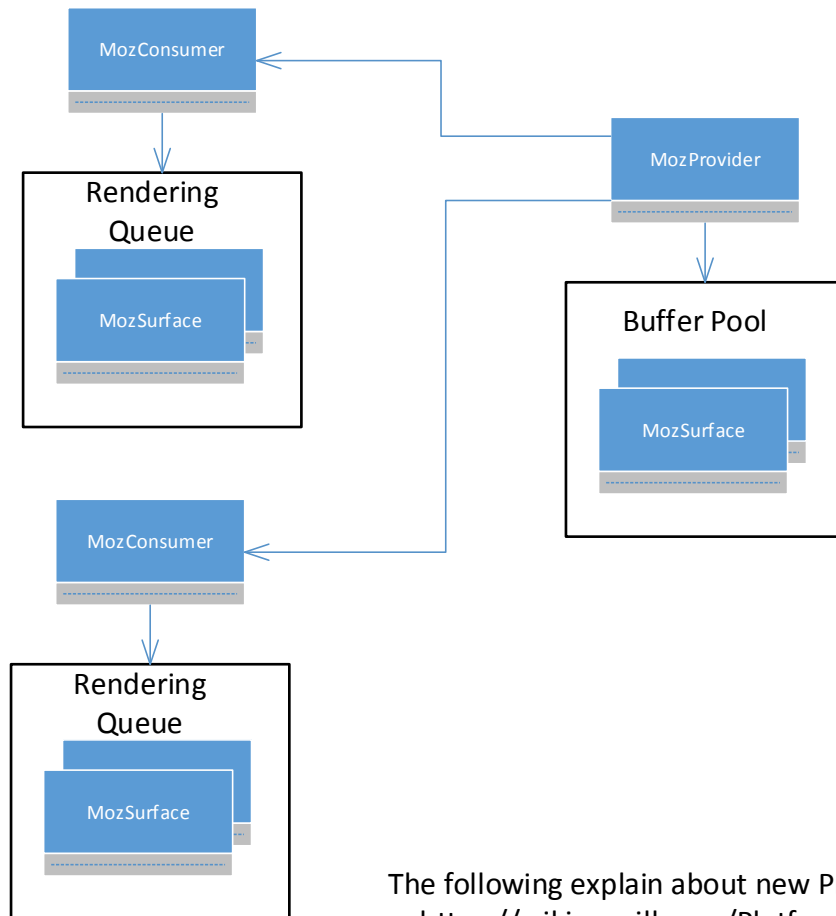 MozConsumer
Rendering
Queue
MozSurface
MozProvider
Buffer Pool
MozSurface
MozConsumer
Rendering
Queue
MozSurface
The following explain about new P